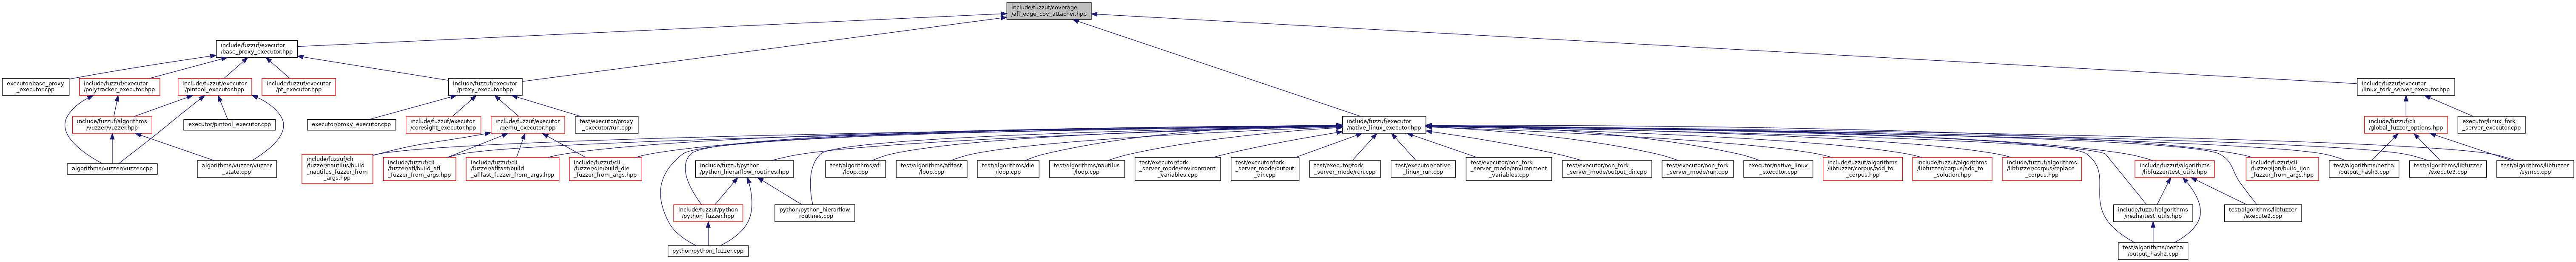 include/fuzzuf/coverage
/afl_edge_cov_attacher.hpp
include/fuzzuf/executor
/base_proxy_executor.hpp
executor/base_proxy
_executor.cpp
include/fuzzuf/executor
/polytracker_executor.hpp
include/fuzzuf/executor
/pintool_executor.hpp
include/fuzzuf/executor
/pt_executor.hpp
include/fuzzuf/executor
/proxy_executor.hpp
include/fuzzuf/executor
/linux_fork_server_executor.hpp
include/fuzzuf/algorithms
/vuzzer/vuzzer.hpp
executor/pintool_executor.cpp
executor/proxy_executor.cpp
include/fuzzuf/executor
/coresight_executor.hpp
include/fuzzuf/executor
/qemu_executor.hpp
test/executor/proxy
_executor/run.cpp
include/fuzzuf/executor
/native_linux_executor.hpp
include/fuzzuf/cli
/global_fuzzer_options.hpp
executor/linux_fork
_server_executor.cpp
algorithms/vuzzer/vuzzer.cpp
algorithms/vuzzer/vuzzer
_state.cpp
include/fuzzuf/cli
/fuzzer/nautilus/build
_nautilus_fuzzer_from
_args.hpp
include/fuzzuf/cli
/fuzzer/afl/build_afl
_fuzzer_from_args.hpp
include/fuzzuf/cli
/fuzzer/aflfast/build
_aflfast_fuzzer_from_args.hpp
include/fuzzuf/cli
/fuzzer/die/build_die
_fuzzer_from_args.hpp
include/fuzzuf/python
/python_hierarflow_routines.hpp
test/algorithms/afl
/loop.cpp
test/algorithms/aflfast
/loop.cpp
test/algorithms/die
/loop.cpp
test/algorithms/nautilus
/loop.cpp
test/executor/fork
_server_mode/environment
_variables.cpp
test/executor/fork
_server_mode/output
_dir.cpp
test/executor/fork
_server_mode/run.cpp
test/executor/native
_linux_run.cpp
test/executor/non_fork
_server_mode/environment
_variables.cpp
test/executor/non_fork
_server_mode/output_dir.cpp
test/executor/non_fork
_server_mode/run.cpp
executor/native_linux
_executor.cpp
include/fuzzuf/algorithms
/libfuzzer/corpus/add_to
_corpus.hpp
include/fuzzuf/algorithms
/libfuzzer/corpus/add_to
_solution.hpp
include/fuzzuf/algorithms
/libfuzzer/corpus/replace
_corpus.hpp
include/fuzzuf/algorithms
/libfuzzer/test_utils.hpp
include/fuzzuf/cli
/fuzzer/ijon/build_ijon
_fuzzer_from_args.hpp
test/algorithms/nezha
/output_hash3.cpp
test/algorithms/libfuzzer
/execute3.cpp
test/algorithms/libfuzzer
/symcc.cpp
include/fuzzuf/python
/python_fuzzer.hpp
python/python_hierarflow
_routines.cpp
include/fuzzuf/algorithms
/nezha/test_utils.hpp
test/algorithms/libfuzzer
/execute2.cpp
python/python_fuzzer.cpp
test/algorithms/nezha
/output_hash2.cpp